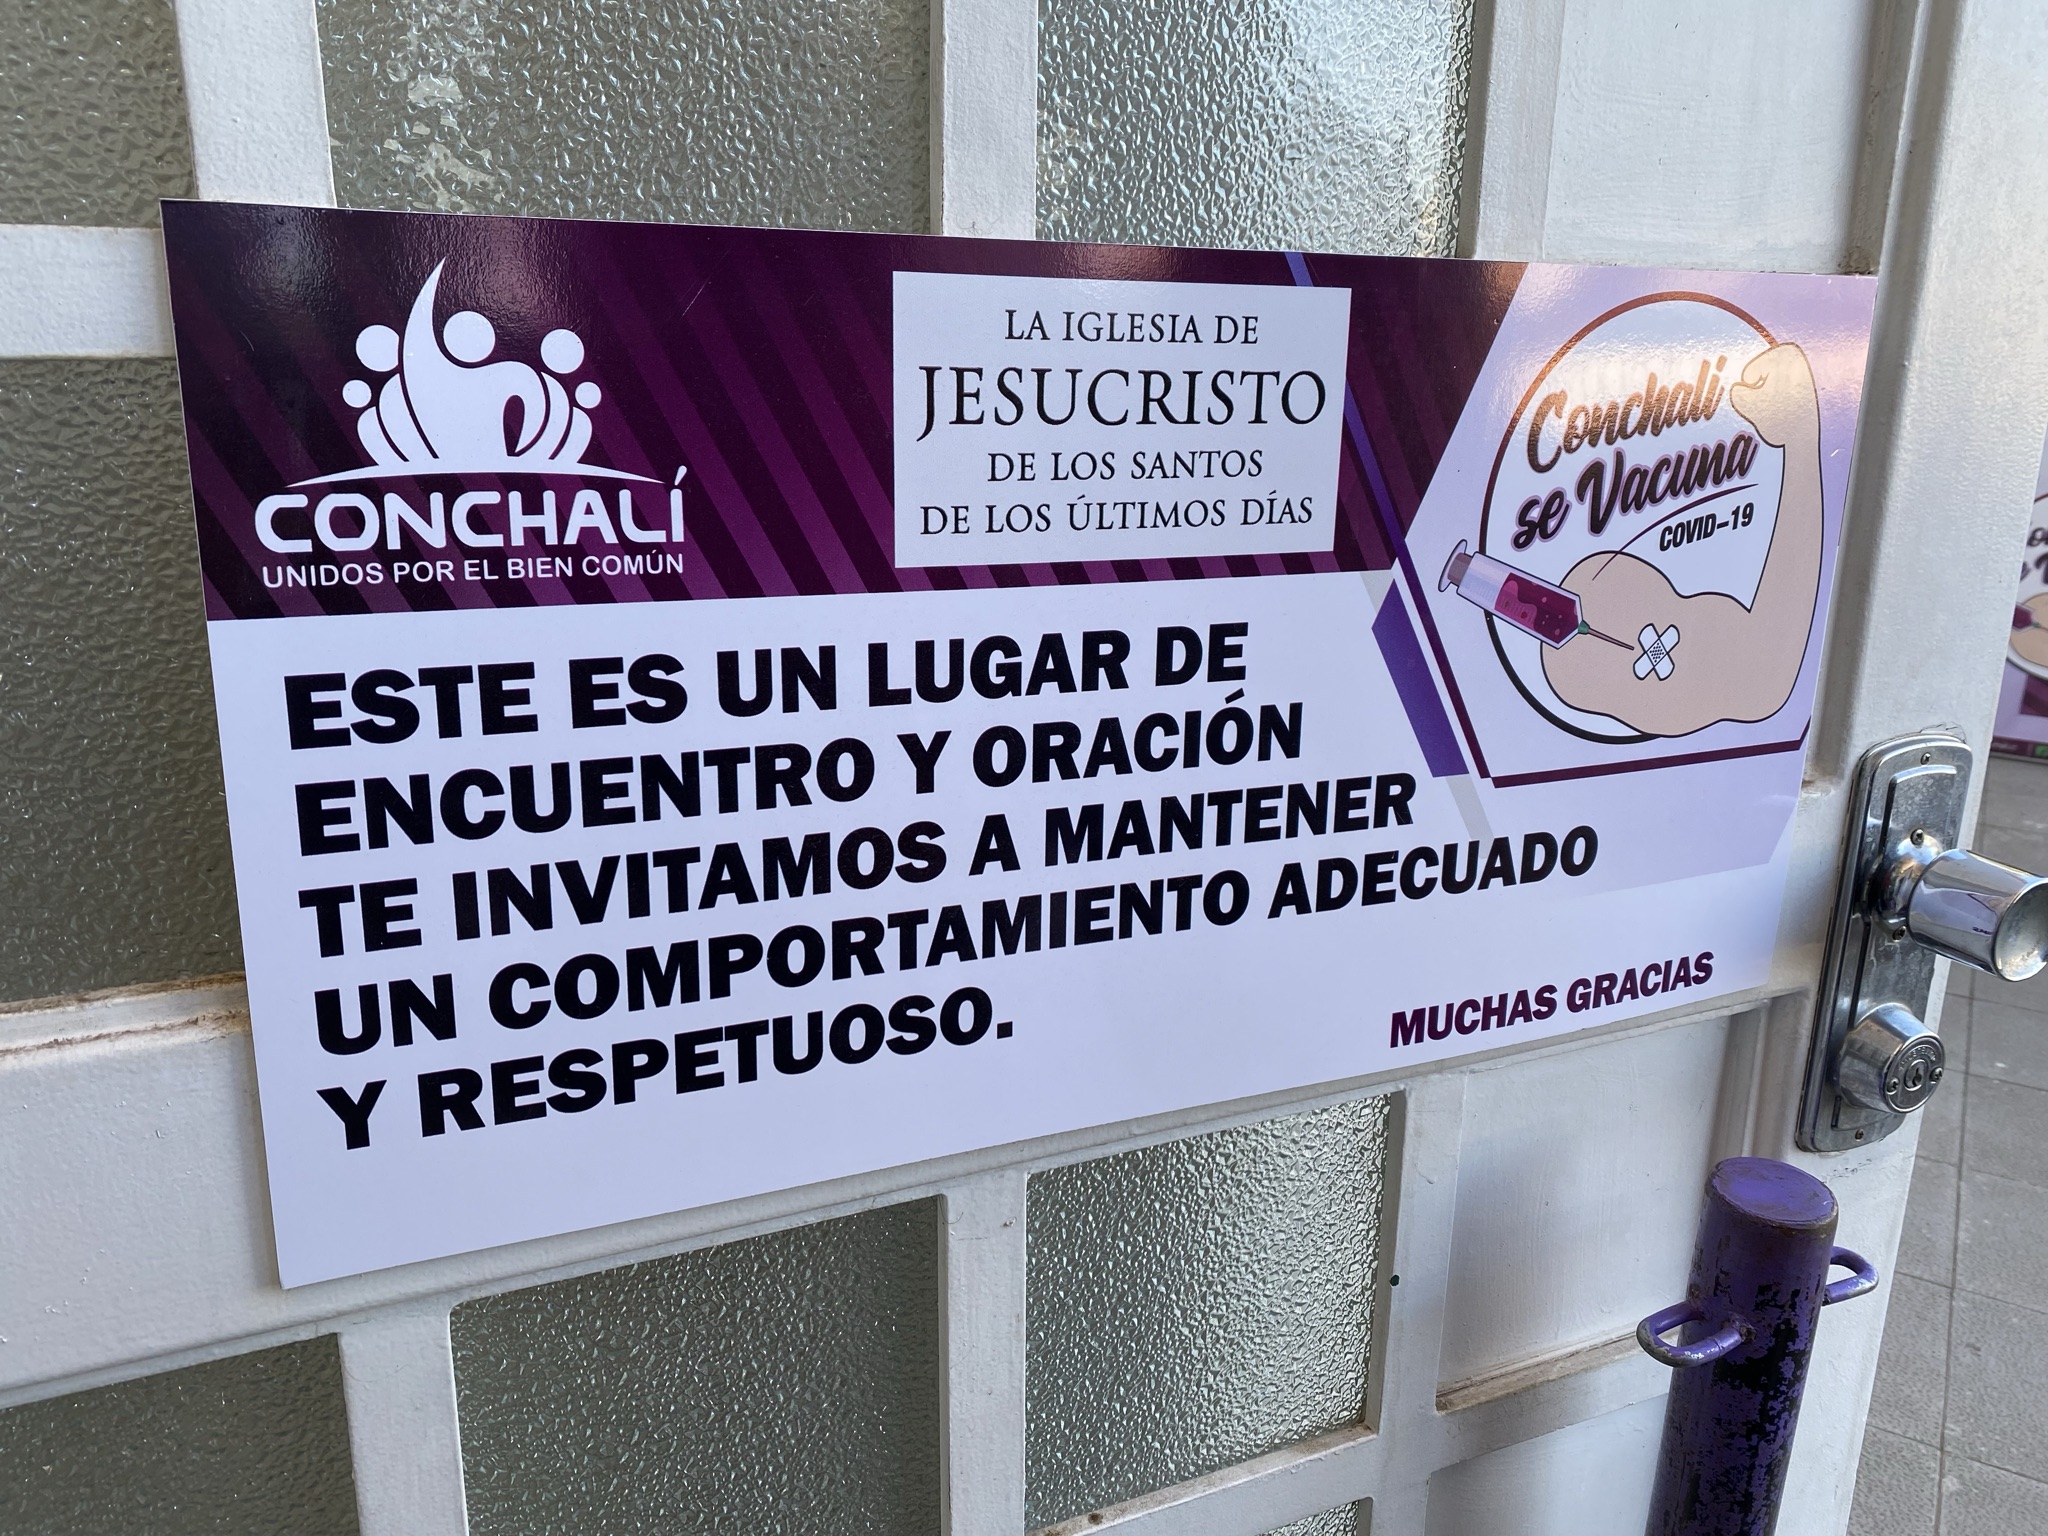 CONCHALÍ
UNIDOS POR EL BIEN COMÚN
LA IGLESIA DE
JESUCRISTO
DE LOS SANTOS
DE LOS ÚLTIMOS DÍAS
Conchali
se Vacuna
COVID-19
ESTE ES UN LUGAR DE
ENCUENTRO Y ORACIÓN
TE INVITAMOS A MANTENER
UN COMPORTAMIENTO ADECUADO
Y RESPETUOSO.
MUCHAS GRACIAS